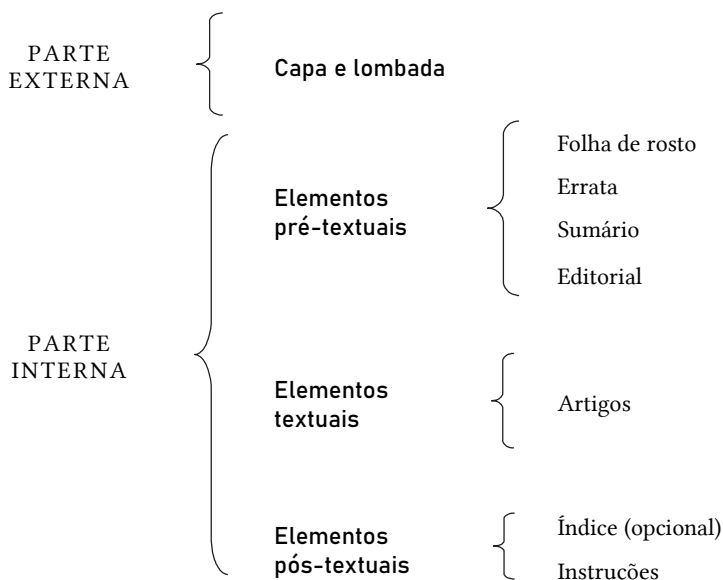 PARTE
EXTERNA
Capa e lombada
PARTE
INTERNA
Elementos
pré-textuais
Folha de rosto
Errata
Sumário
Editorial
Elementos
textuais
Artigos
Elementos
pós-textuais
Índice (opcional)
Instruções